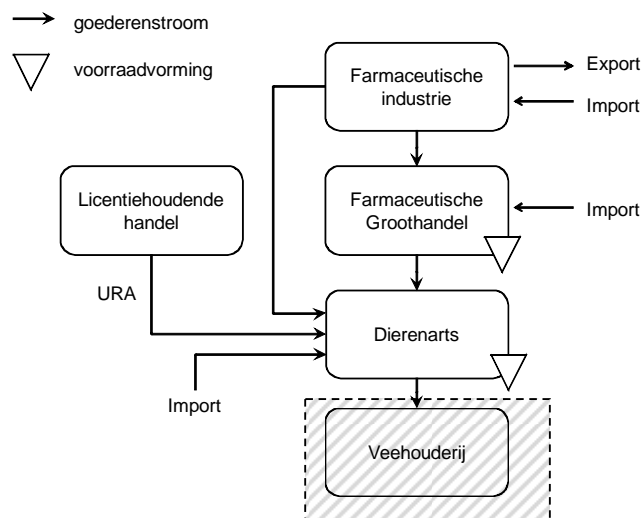 goederenstroom
voorraadvorming
Farmaceutische
industrie
Export
Import
Licentiehoudende
handel
Farmaceutische
Groothandel
Import
URA
Dierenarts
Import
Veehouderij